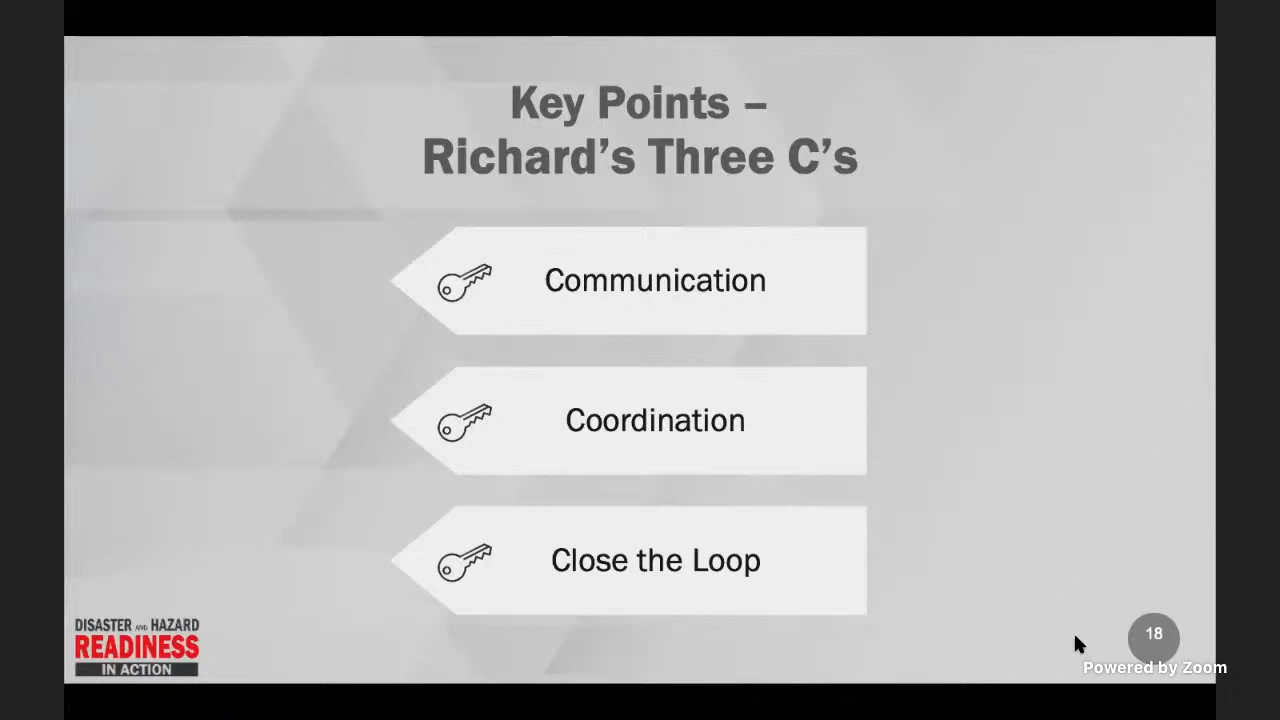 Key Points –
Richard's Three C's
Communication
Coordination
Close the Loop
DISASTER AND HAZARD
READINESS
IN ACTION
18
Powered by Zoom